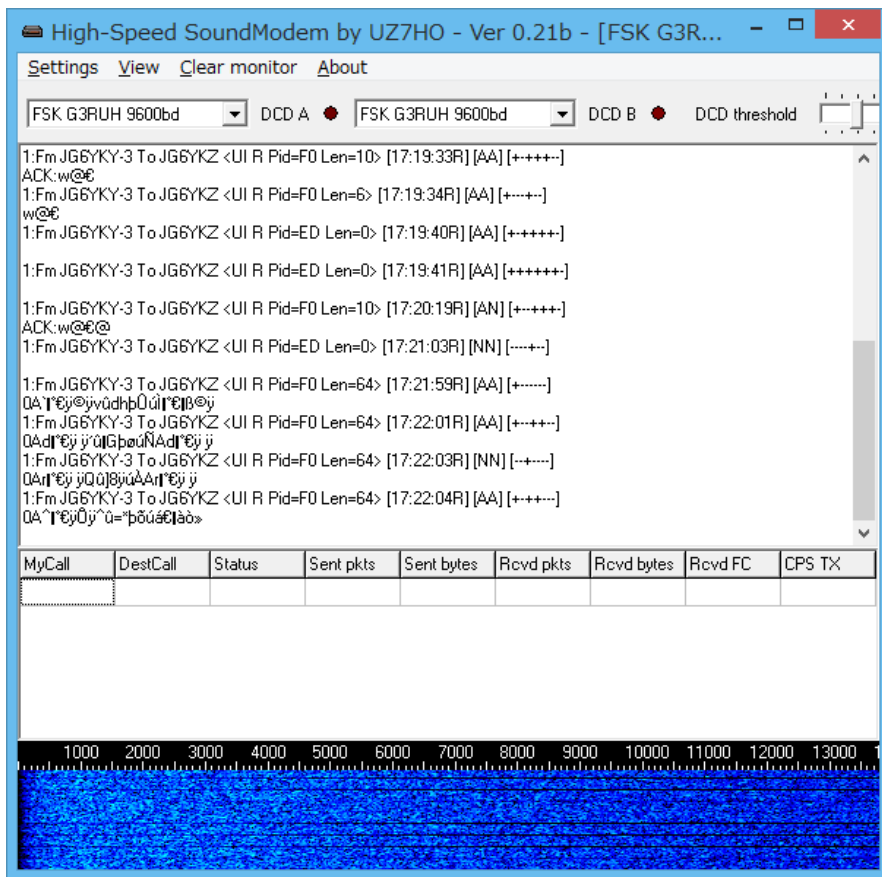 High-Speed SoundModem by UZ7HO - Ver 0.21b - [FSK G3R...
Settings View Clear monitor About
FSK G3RUH 9600bd DCD A FSK G3RUH 9600bd DCD B DCD threshold
1:Fm JG6YKY-3 To JG6YKZ <UI R Pid=F0 Len=10> [17:19:33R] [AA] [+-+++--]
ACK:w@€
1:Fm JG6YKY-3 To JG6YKZ <UI R Pid=F0 Len=6> [17:19:34R] [AA] [+---+--]
w@€
1:Fm JG6YKY-3 To JG6YKZ <UI R Pid=ED Len=0> [17:19:40R] [AA] [+-++++-]
1:Fm JG6YKY-3 To JG6YKZ <UI R Pid=ED Len=0> [17:19:41R] [AA] [++++++-]
1:Fm JG6YKY-3 To JG6YKZ <UI R Pid=F0 Len=10> [17:20:19R] [AN] [+--+++-]
ACK:w@€@
1:Fm JG6YKY-3 To JG6YKZ <UI R Pid=ED Len=0> [17:21:03R] [NN] [----+--]
1:Fm JG6YKY-3 To JG6YKZ <UI R Pid=F0 Len=64> [17:21:59R] [AA] [+------]
1:Fm JG6YKY-3 To JG6YKZ <UI R Pid=F0 Len=64> [17:22:01R] [AA] [+--++--]
1:Fm JG6YKY-3 To JG6YKZ <UI R Pid=F0 Len=64> [17:22:03R] [NN] [--+----]
1:Fm JG6YKY-3 To JG6YKZ <UI R Pid=F0 Len=64> [17:22:04R] [AA] [+-++---]
MyCall DestCall Status Sent pkts Sent bytes Rcvd pkts Rcvd bytes Rcvd FC CPS TX
1000 2000 3000 4000 5000 6000 7000 8000 9000 10000 11000 12000 13000